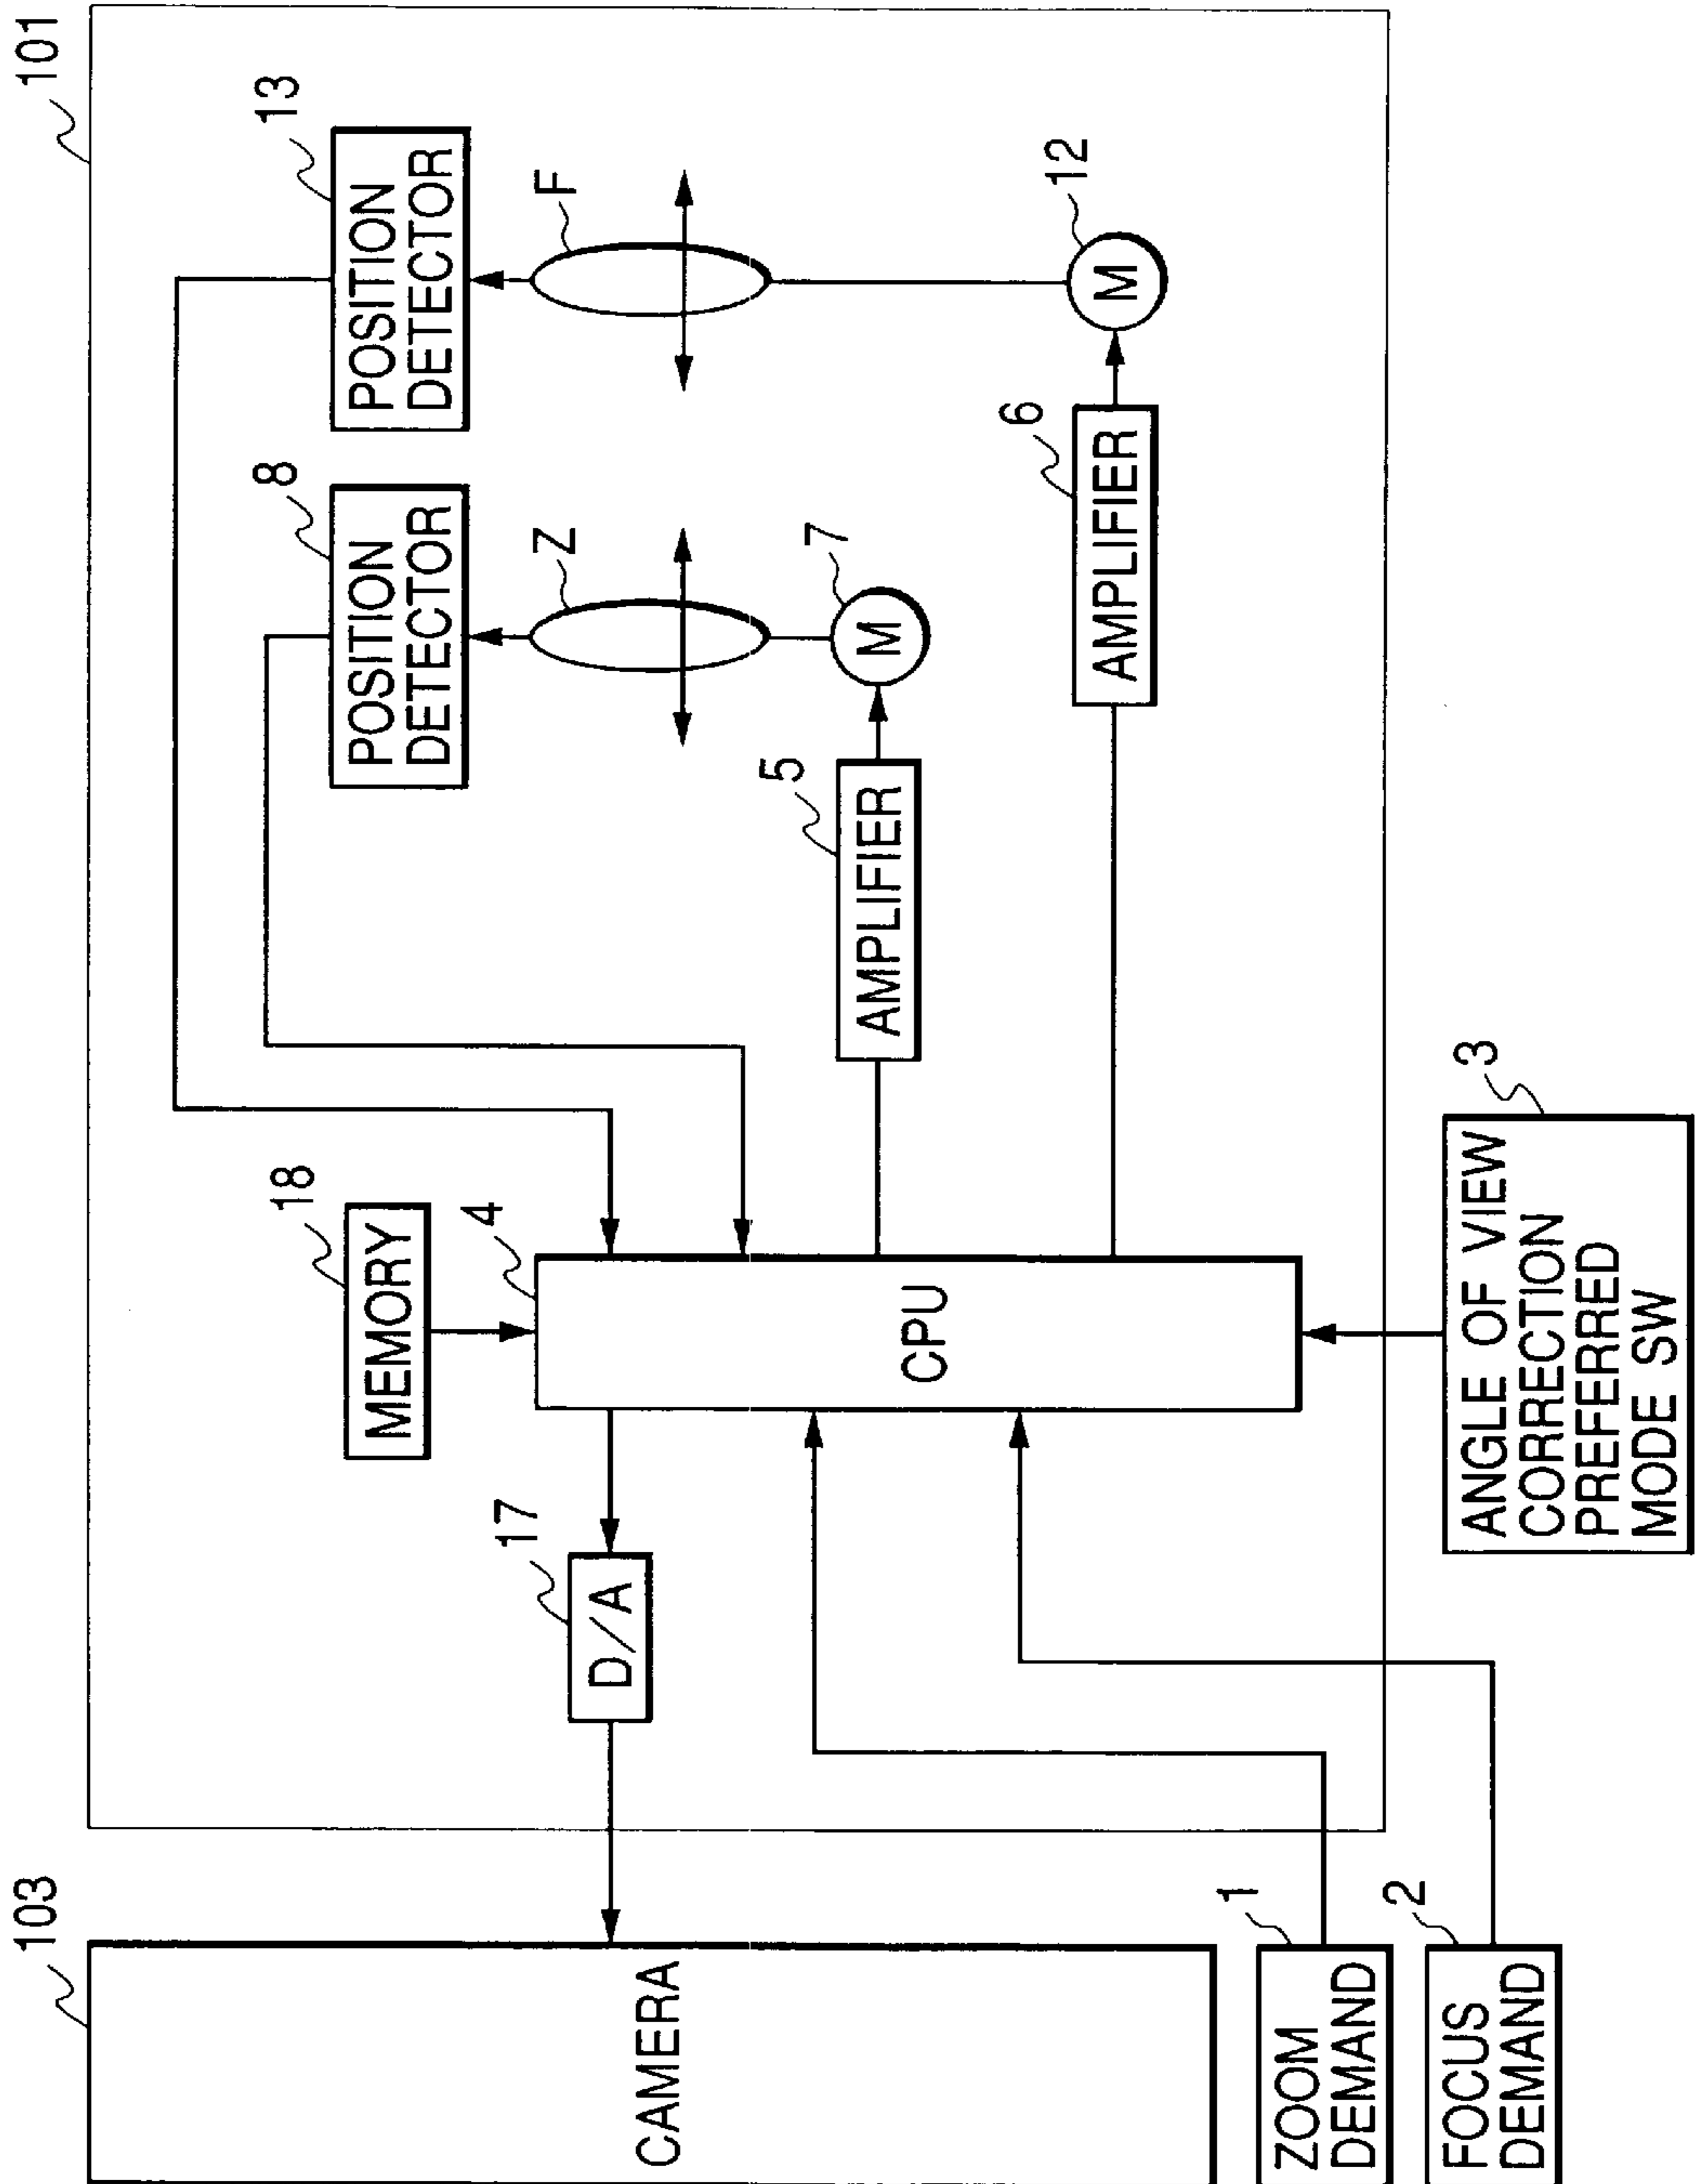 103
101
18
8
13
MEMORY
POSITION
DETECTOR
POSITION
DETECTOR
17
4
Z
F
D/A
CAMERA
5
7
AMPLIFIER
M
CPU
6
12
AMPLIFIER
M
1
ZOOM
DEMAND
2
FOCUS
DEMAND
3
ANGLE OF VIEW
CORRECTION
PREFERRED
MODE SW